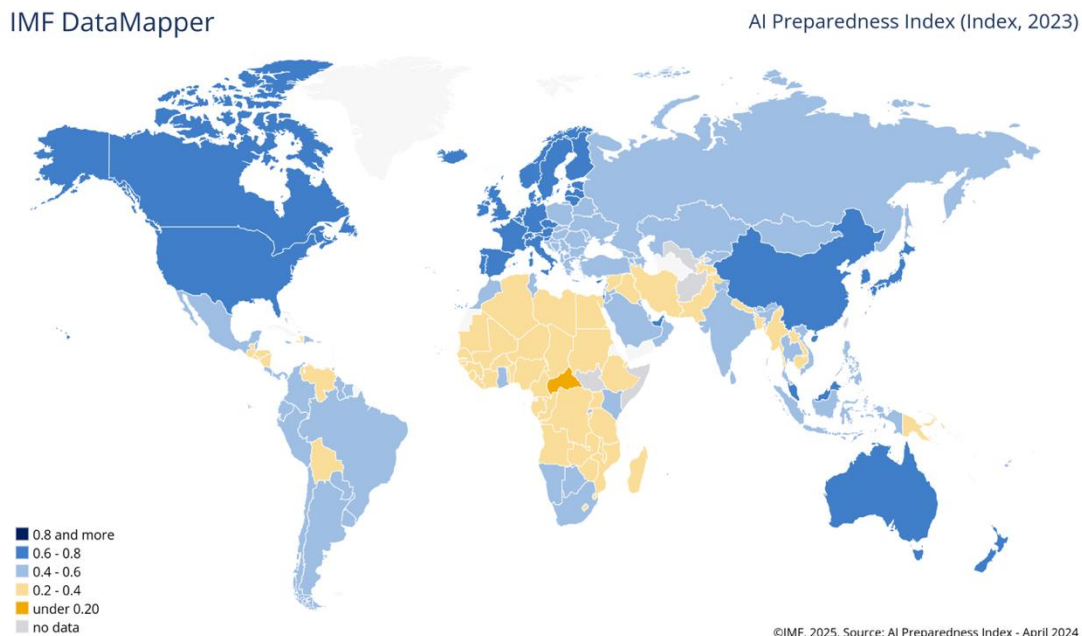 IMF DataMapper
AI Preparedness Index (Index, 2023)
0.8 and more
0.6 - 0.8
0.4 - 0.6
0.2 - 0.4
under 0.20
no data
©IMF, 2025, Source: AI Preparedness Index - April 2024